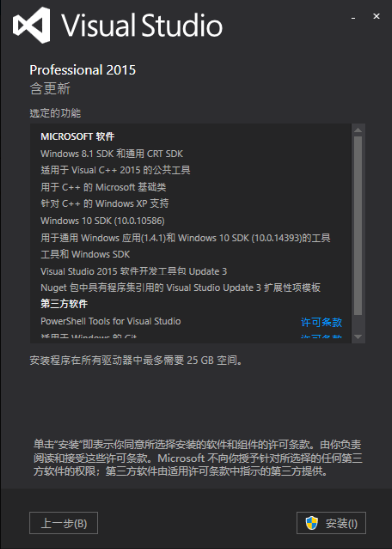 Visual Studio
Professional 2015
含更新
选定的功能
MICROSOFT 软件
Windows 8.1 SDK 和通用 CRT SDK
适用于 Visual C++ 2015 的公共工具
用于 C++ 的 Microsoft 基础类
针对 C++ 的 Windows XP 支持
Windows 10 SDK (10.0.10586)
用于通用 Windows 应用(1.4.1)和 Windows 10 SDK (10.0.14393)的工具
工具和 Windows SDK
Visual Studio 2015 软件开发工具包 Update 3
Nuget 包中具有程序集引用的 Visual Studio Update 3 扩展性项模板
第三方软件
PowerShell Tools for Visual Studio 许可条款
适用于 Windows 的 Git 许可条款
安装程序在所有驱动器中最多需要 25 GB 空间。
单击“安装”即表示你同意所选择安装的软件和组件的许可条款。由你负责
阅读和接受这些许可条款。Microsoft 不向你授予针对所选择的任何第三
方软件的权限；第三方软件由适用许可条款中指示的第三方提供。
上一步(B) 安装(I)